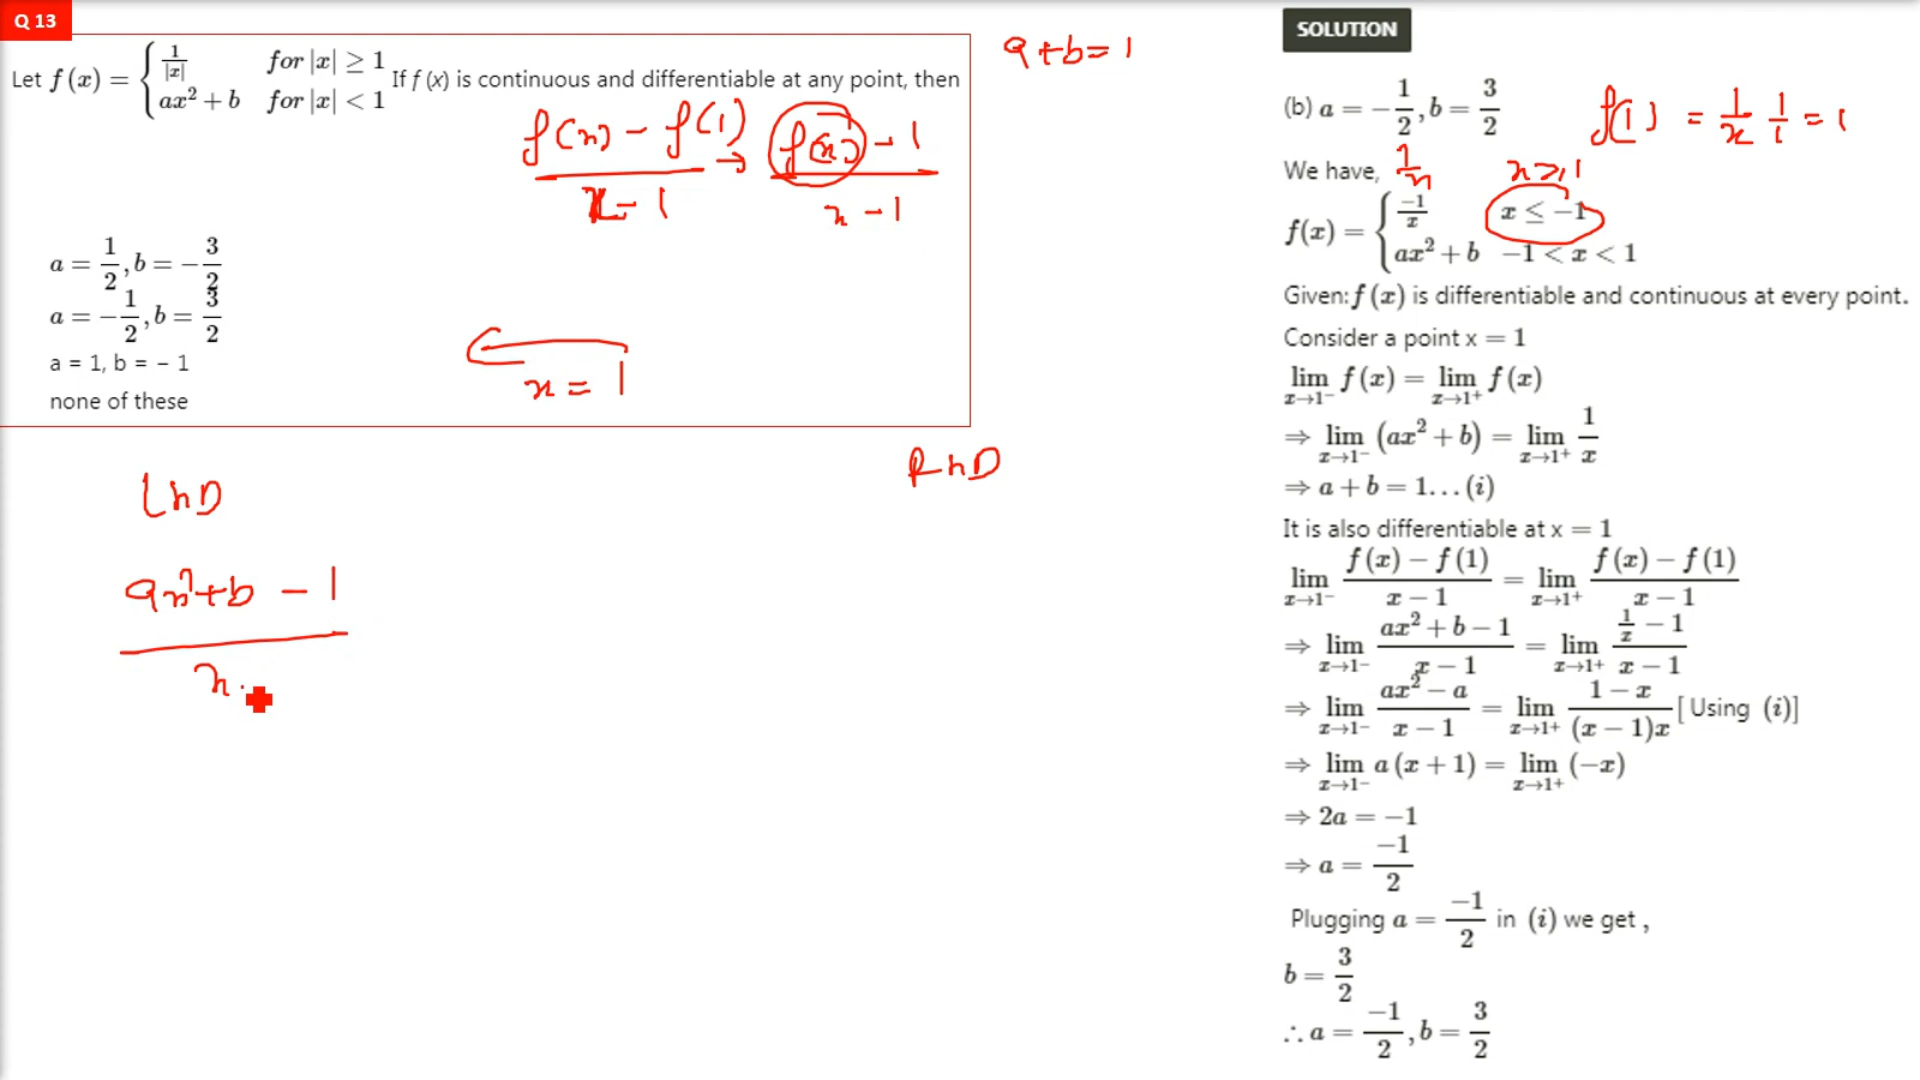 Q 13
Let f (x) = { 1/|x| for |x| ≥ 1
ax² + b for |x| < 1 If f (x) is continuous and differentiable at any point, then
f(x) - f(1) / x - 1 → f(x) - 1 / x - 1
a = 1/2, b = - 3/2
a = - 1/2, b = 3/2
a = 1, b = - 1
none of these
x = 1
a + b = 1
LhD
RhD
ax² + b - 1 / x
SOLUTION
(b) a = - 1/2, b = 3/2
f(1) = 1/x 1/1 = 1
We have, 1/x x ≥ 1
f(x) = { -1/x x ≤ -1
ax² + b -1 < x < 1
Given: f (x) is differentiable and continuous at every point.
Consider a point x = 1
lim x→1⁻ f (x) = lim x→1⁺ f (x)
⇒ lim x→1⁻ (ax² + b) = lim x→1⁺ 1/x
⇒ a + b = 1. . . (i)
It is also differentiable at x = 1
lim x→1⁻ f (x) - f (1) / x - 1 = lim x→1⁺ f (x) - f (1) / x - 1
⇒ lim x→1⁻ ax² + b - 1 / x - 1 = lim x→1⁺ 1/x - 1 / x - 1
⇒ lim x→1⁻ ax² - a / x - 1 = lim x→1⁺ 1 - x / (x - 1)x [ Using (i)]
⇒ lim x→1⁻ a (x + 1) = lim x→1⁺ (-x)
⇒ 2a = -1
⇒ a = -1/2
Plugging a = -1/2 in (i) we get ,
b = 3/2
∴ a = -1/2 , b = 3/2